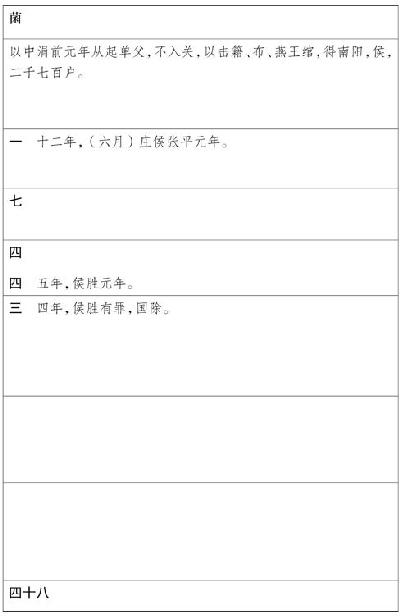 菌
以中涓前元年从起单父,不入关,以击籍、布、燕王绾,得南阳,侯,
二千七百户。
一 十二年,(六月)庄侯张平元年。
七
四
四 五年,侯胜元年。
三 四年,侯胜有罪,国除。
四十八